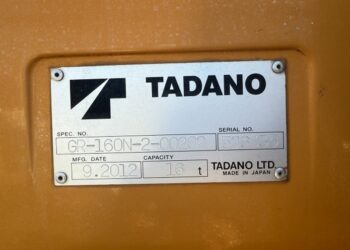 TADANO
SPEC. NO. SERIAL NO.
GR-160N-2-00202
MFG. DATE CAPACITY
9.2012 16 t
TADANO LTD.
MADE IN JAPAN